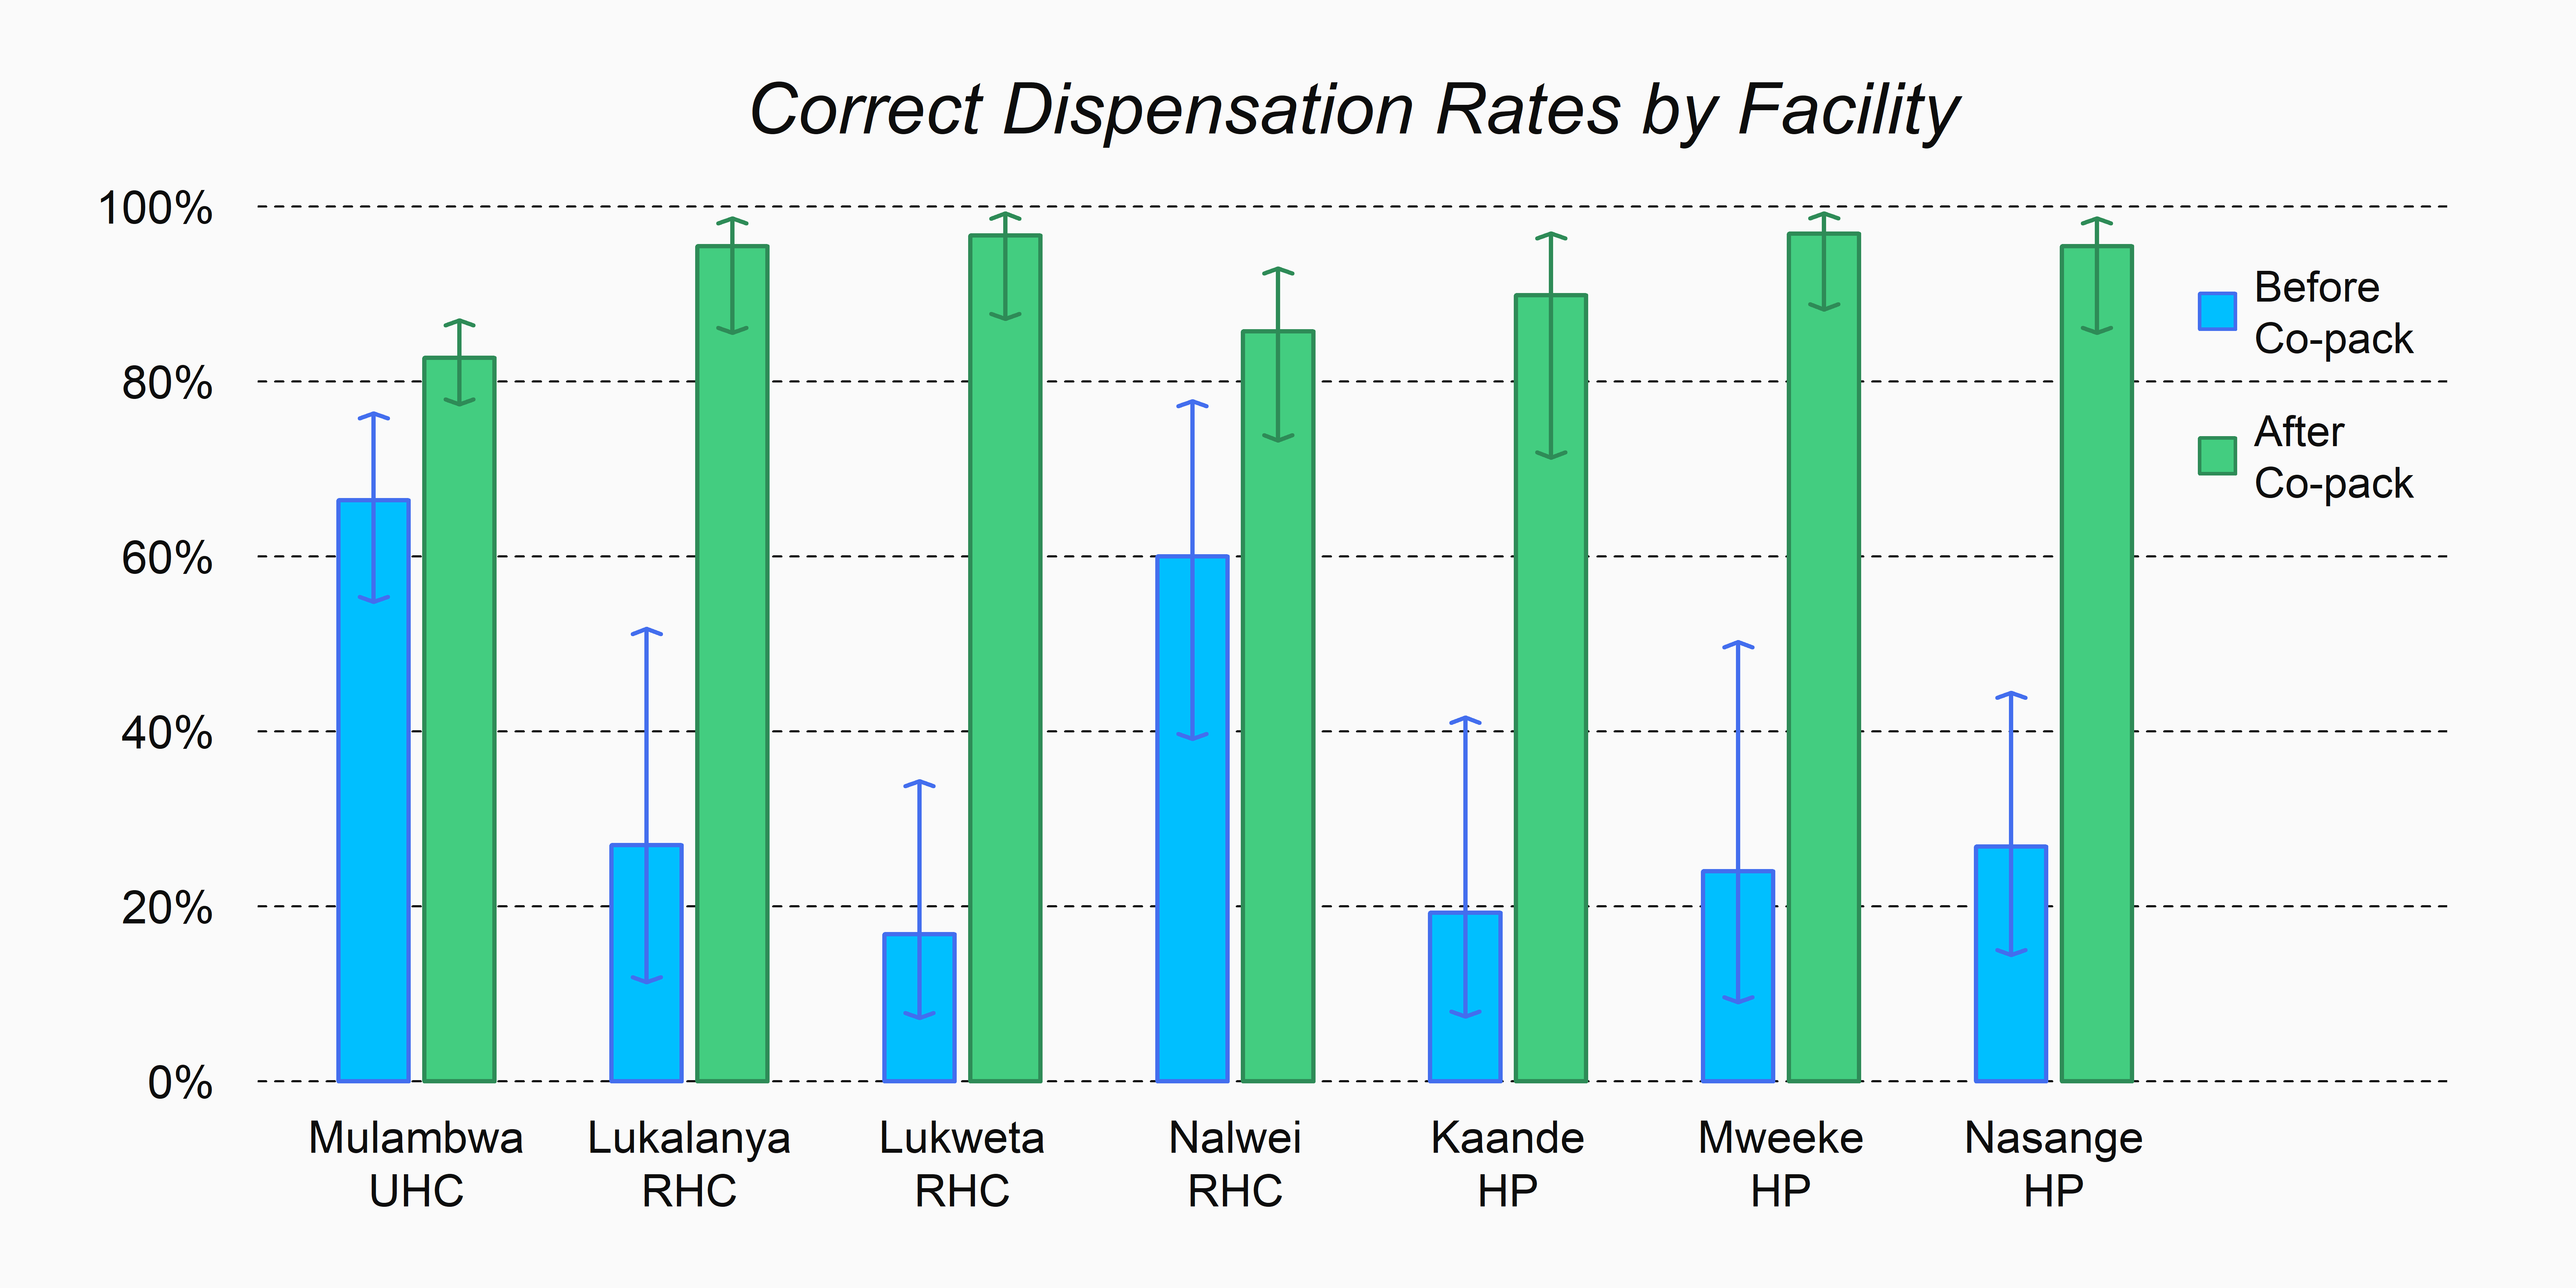 Correct Dispensation Rates by Facility
100%
80%
60%
40%
20%
0%
Before
Co-pack
After
Co-pack
Mulambwa
UHC
Lukalanya
RHC
Lukweta
RHC
Nalwei
RHC
Kaande
HP
Mweeke
HP
Nasange
HP